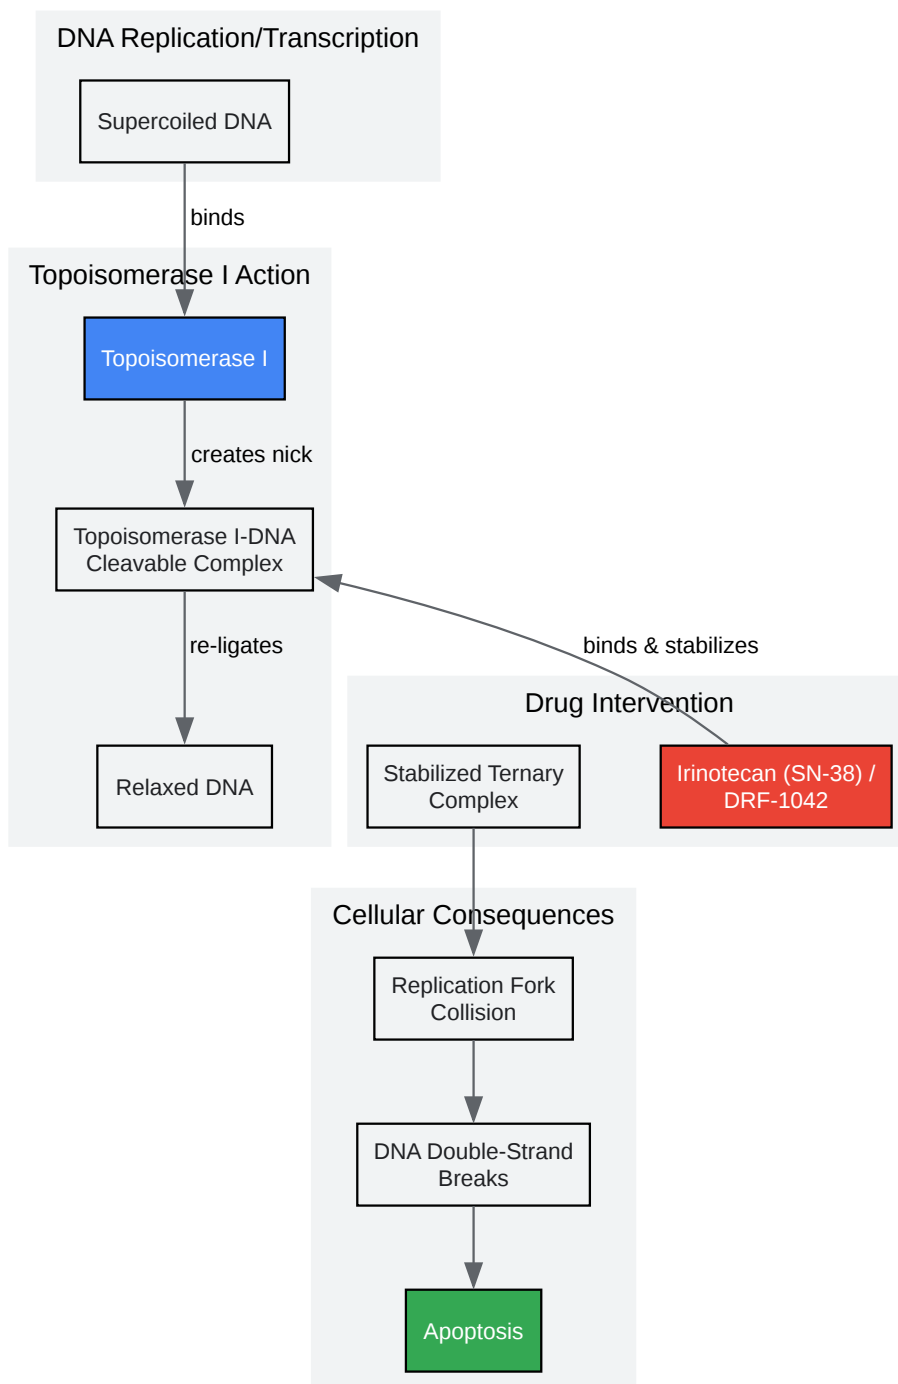 DNA Replication/Transcription
Supercoiled DNA
binds
Topoisomerase I Action
Topoisomerase I
creates nick
Topoisomerase I-DNA
Cleavable Complex
re-ligates
binds & stabilizes
Relaxed DNA
Drug Intervention
Stabilized Ternary
Complex
Irinotecan (SN-38) /
DRF-1042
Cellular Consequences
Replication Fork
Collision
DNA Double-Strand
Breaks
Apoptosis